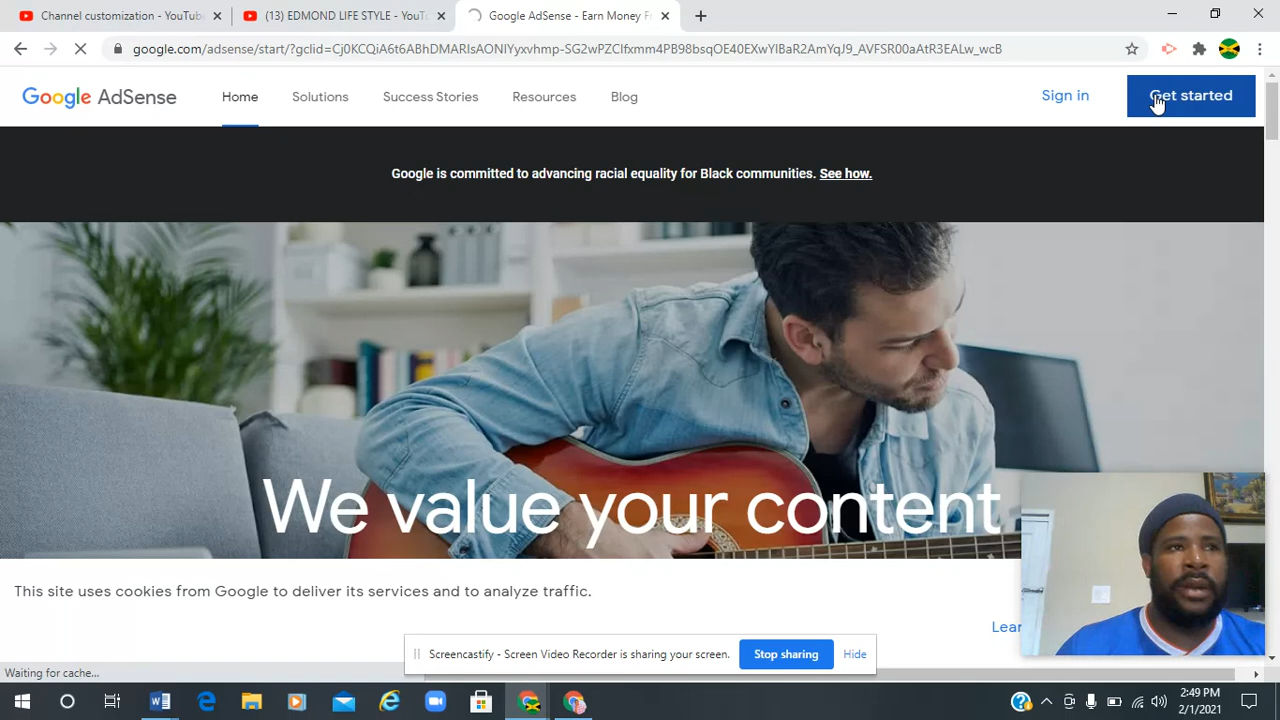 Channel customization - YouTube
(13) EDMOND LIFE STYLE - YouTu
Google AdSense - Earn Money F
google.com/adsense/start/?gclid=Cj0KCQiA6t6ABhDMARIsAONIYyvhmp-SG2wPZClfxmm4PB98bsqOE40EXwYIBaR2AmYqJ9_AVFSR00aAtR3EALw_wcB
Google AdSense
Home
Solutions
Success Stories
Resources
Blog
Sign in
Get started
Google is committed to advancing racial equality for Black communities. See how.
We value your content
This site uses cookies from Google to deliver its services and to analyze traffic.
Lear
Screencastify - Screen Video Recorder is sharing your screen.
Stop sharing
Hide
Waiting for cache...
2:49 PM
2/1/2021